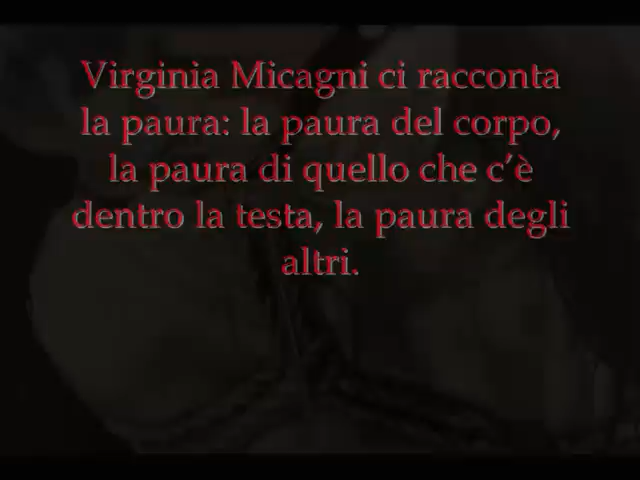 Virginia Micagni ci racconta
la paura: la paura del corpo,
la paura di quello che c’è
dentro la testa, la paura degli
altri.